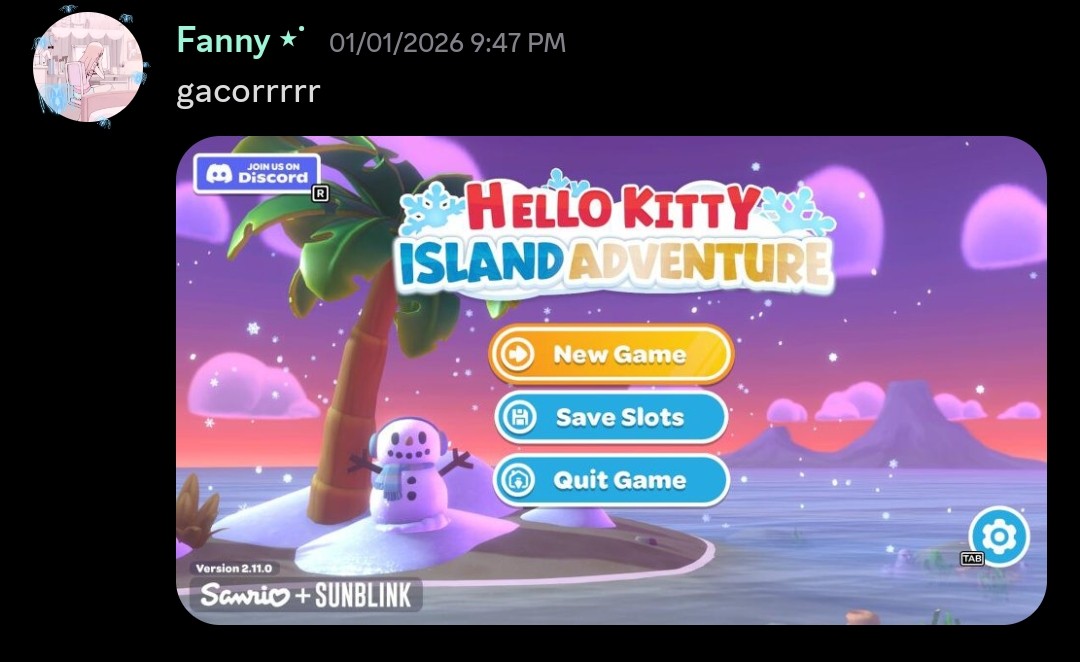 Fanny ⋆˙ 01/01/2026 9:47 PM
gacorrrrr
JOIN US ON
Discord
R
HELLO KITTY
ISLAND ADVENTURE
New Game
Save Slots
Quit Game
TAB
Version 2.11.0
Sanrio + SUNBLINK